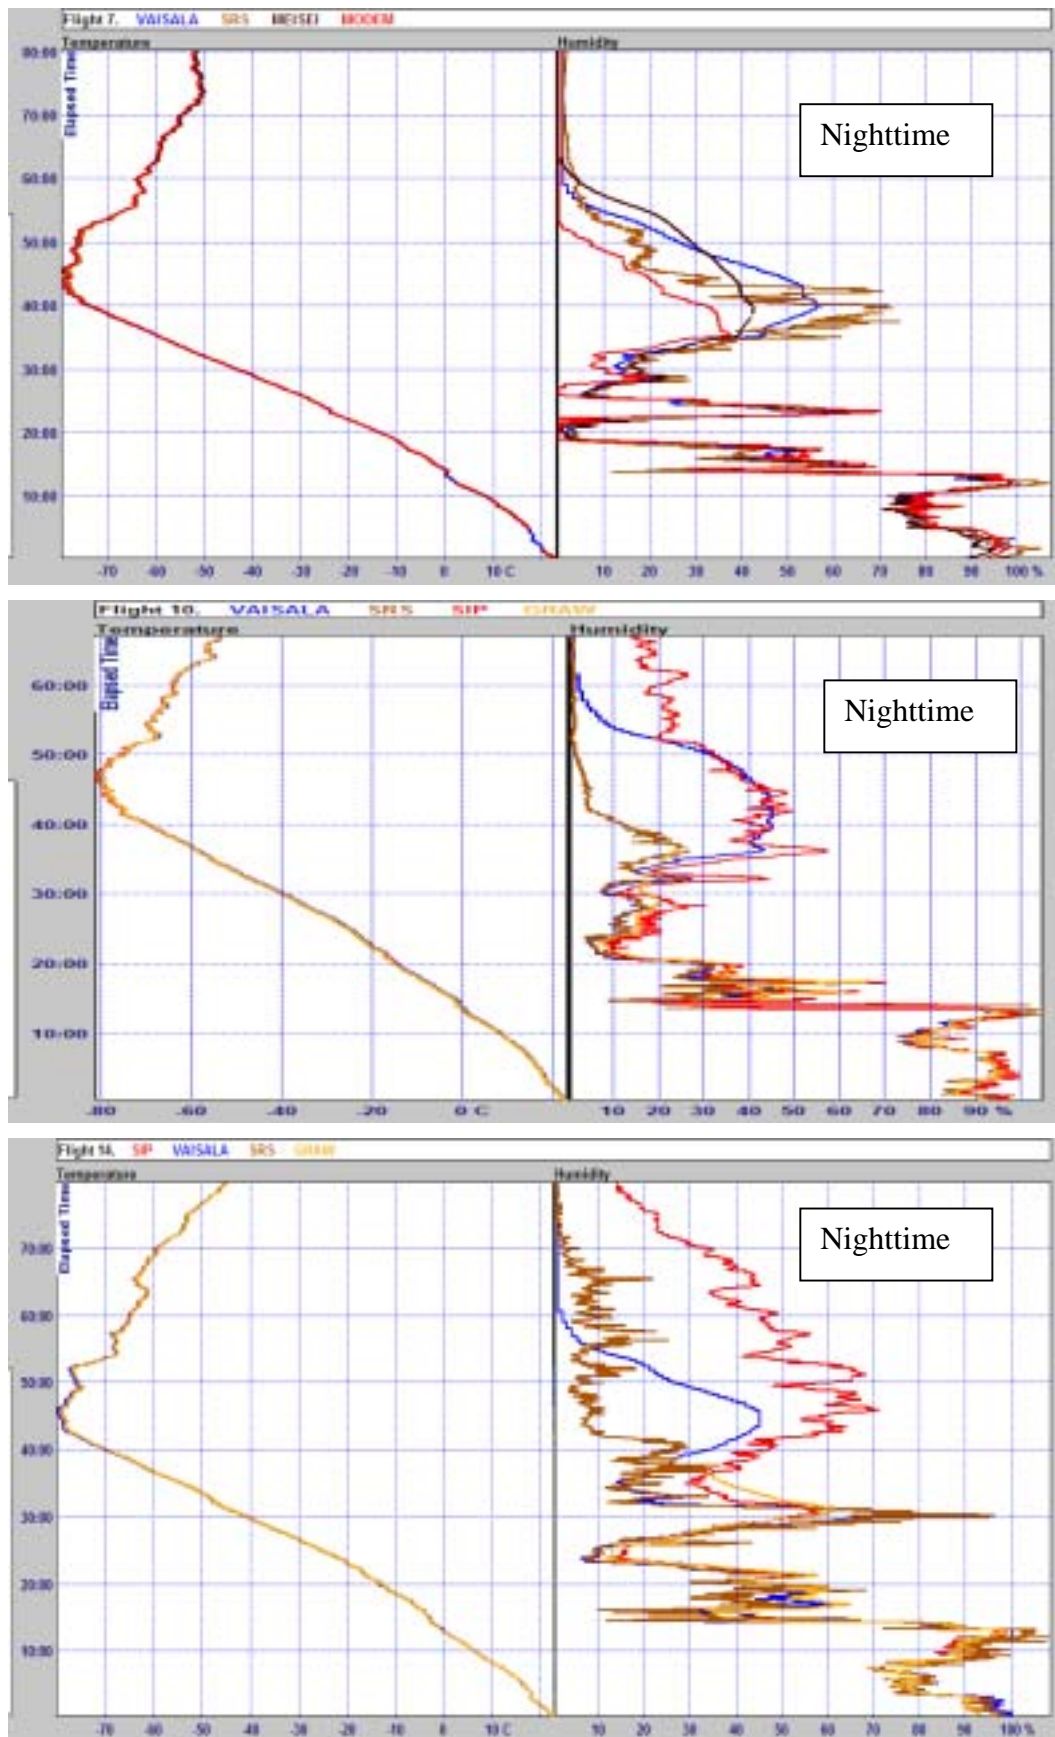 Flight 7. VAISALA SRS MEISEI MODEM
Temperature Humidity
Elapsed Time
80:00
70:00
60:00
50:00
40:00
30:00
20:00
10:00
Nighttime
-70 -60 -50 -40 -30 -20 -10 0 10 C 10 20 30 40 50 60 70 80 90 100 %
Flight 10. VAISALA SRS SIP GRAW
Temperature Humidity
Elapsed Time
60:00
50:00
40:00
30:00
20:00
10:00
Nighttime
-80 -60 -40 -20 0 C 10 20 30 40 50 60 70 80 90 %
Flight 14. SIP VAISALA SRS GRAW
Temperature Humidity
Elapsed Time
70:00
60:00
50:00
40:00
30:00
20:00
10:00
Nighttime
-70 -60 -50 -40 -30 -20 -10 0 10 C 10 20 30 40 50 60 70 80 90 100 %